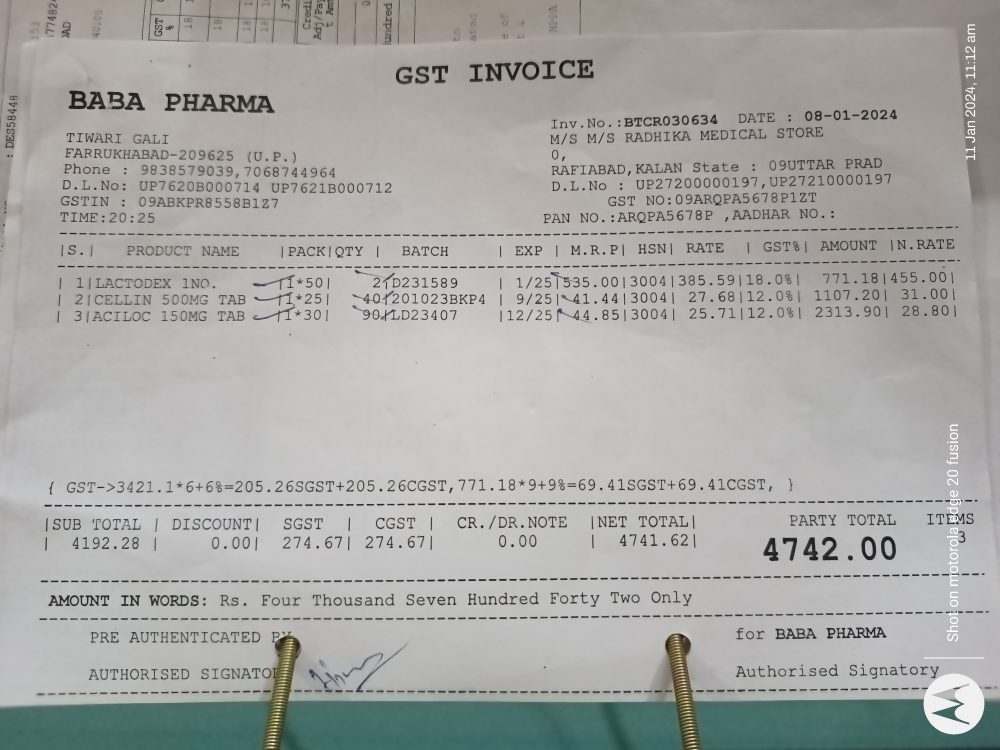 GST INVOICE
BABA PHARMA
TIWARI GALI
FARRUKHABAD-209625 (U.P.)
Phone : 9838579039,7068744964
D.L.No: UP7620B000714 UP7621B000712
GSTIN : 09ABKPR8558B1Z7
TIME:20:25
Inv.No.:BTCR030634 DATE : 08-01-2024
M/S M/S RADHIKA MEDICAL STORE
0,
RAFIABAD,KALAN State : 09UTTAR PRAD
D.L.No : UP27200000197,UP27210000197
GST NO:09ARQPA5678P1ZT
PAN NO.:ARQPA5678P ,AADHAR NO.:
|S.| PRODUCT NAME |PACK|QTY | BATCH | EXP | M.R.P| HSN| RATE | GST%| AMOUNT |N.RATE
| 1|LACTODEX 1NO. |1*50| 2|D231589 | 1/25|535.00|3004|385.59|18.0%| 771.18|455.00|
| 2|CELLIN 500MG TAB |1*25| 40|201023BKP4 | 9/25| 41.44|3004| 27.68|12.0%| 1107.20| 31.00|
| 3|ACILOC 150MG TAB |1*30| 90|LD23407 |12/25| 44.85|3004| 25.71|12.0%| 2313.90| 28.80|
{ GST->3421.1*6+6%=205.26SGST+205.26CGST,771.18*9+9%=69.41SGST+69.41CGST, }
|SUB TOTAL | DISCOUNT| SGST | CGST | CR./DR.NOTE |NET TOTAL| PARTY TOTAL ITEMS
| 4192.28 | 0.00| 274.67| 274.67| 0.00 | 4741.62| 4742.00 3
AMOUNT IN WORDS: Rs. Four Thousand Seven Hundred Forty Two Only
PRE AUTHENTICATED BY
for BABA PHARMA
AUTHORISED SIGNATO
Authorised Signatory
11 Jan 2024, 11:12 am
Shot on motorola edge 20 fusion
: DES58448
GST
%